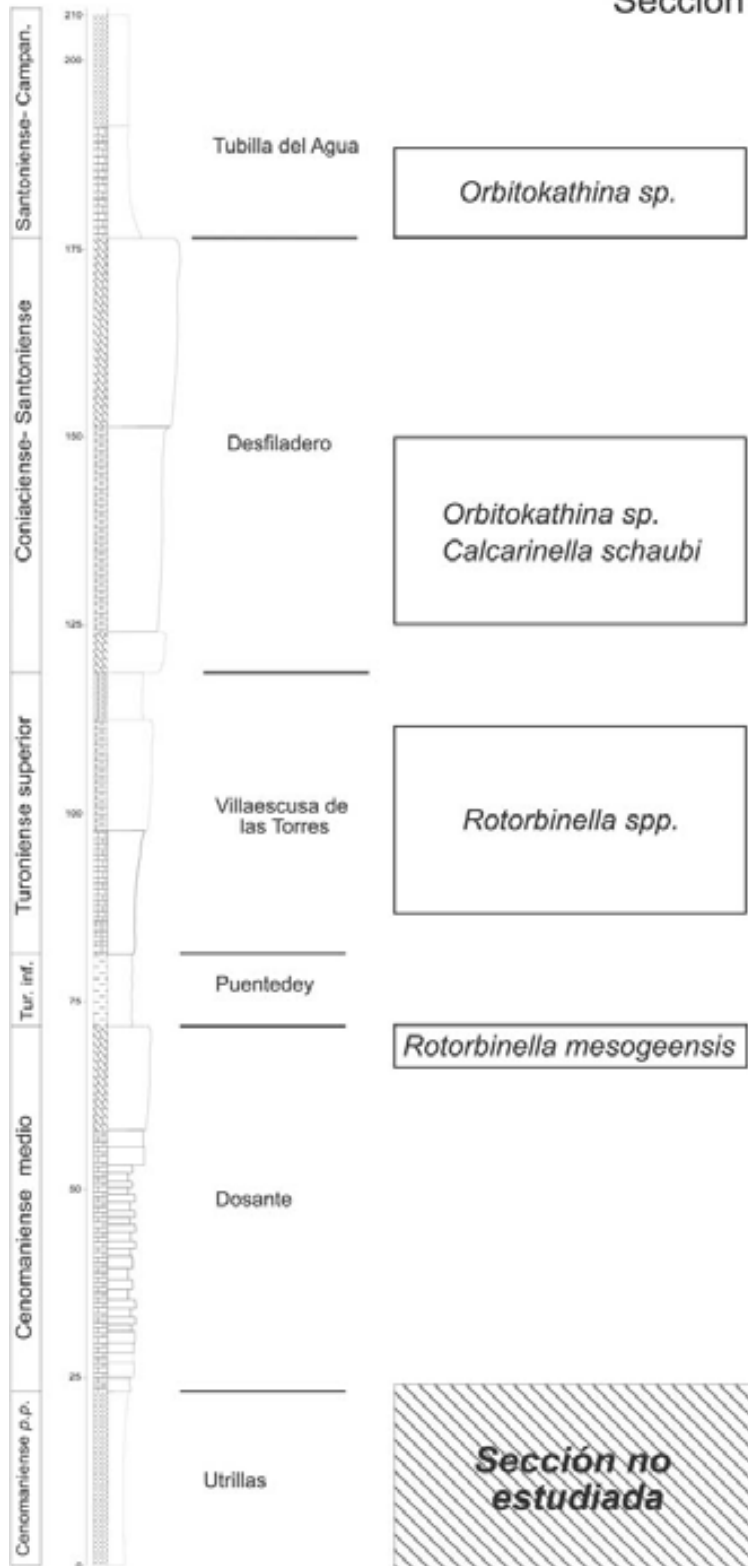 Sección
Santoniense- Campan.
Coniaciense- Santoniense
Turoniense superior
Tur. inf.
Cenomaniense medio
Cenomaniense p.p.
210
200
175
150
125
100
75
50
25
0
Tubilla del Agua
Desfiladero
Villaescusa de
las Torres
Puentedey
Dosante
Utrillas
Orbitokathina sp.
Orbitokathina sp.
Calcarinella schaubi
Rotorbinella spp.
Rotorbinella mesogeensis
Sección no
estudiada